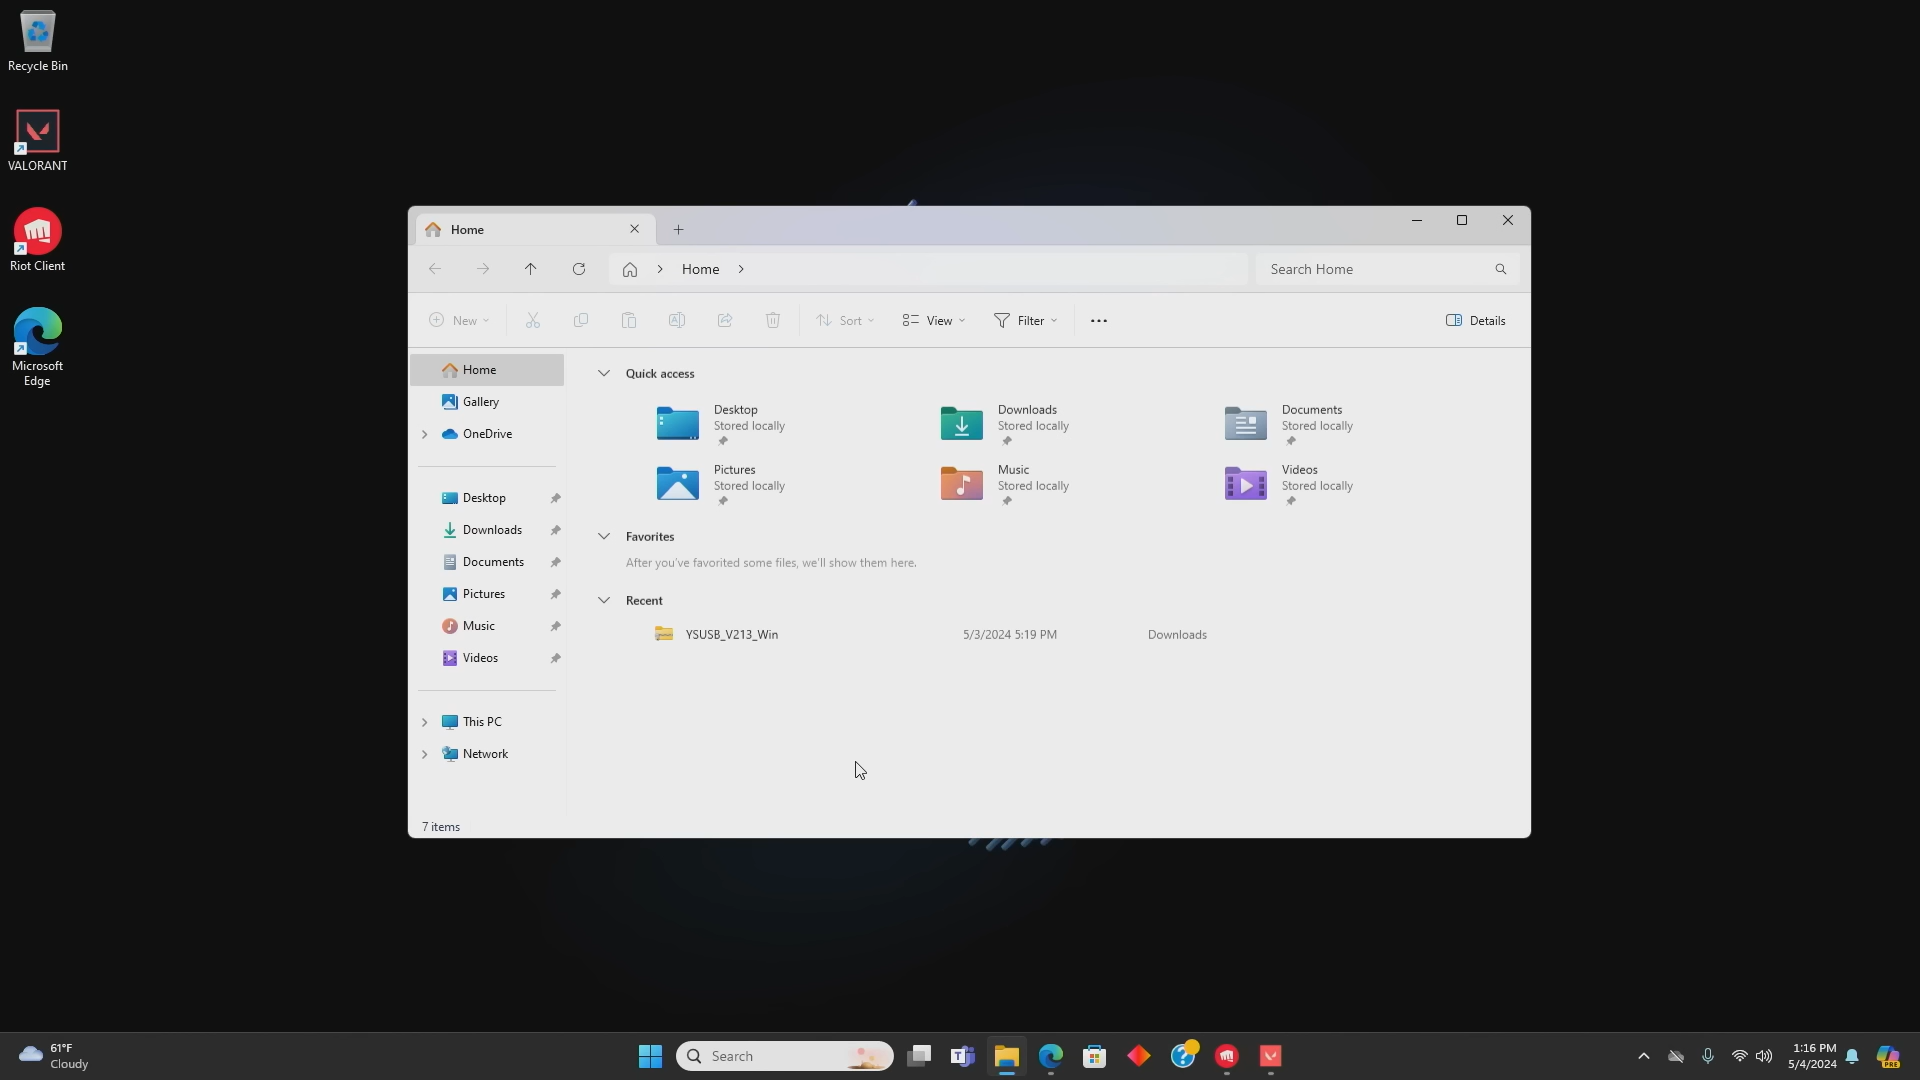 Recycle Bin
VALORANT
Riot Client
Microsoft
Edge
Home
Home
Search Home
New
Sort
View
Filter
Details
Home
Gallery
OneDrive
Desktop
Downloads
Documents
Pictures
Music
Videos
This PC
Network
Quick access
Desktop
Stored locally
Downloads
Stored locally
Documents
Stored locally
Pictures
Stored locally
Music
Stored locally
Videos
Stored locally
Favorites
After you've favorited some files, we'll show them here.
Recent
YSUSB_V213_Win 5/3/2024 5:19 PM Downloads
7 items
61°F
Cloudy
Search
1:16 PM
5/4/2024
PRE